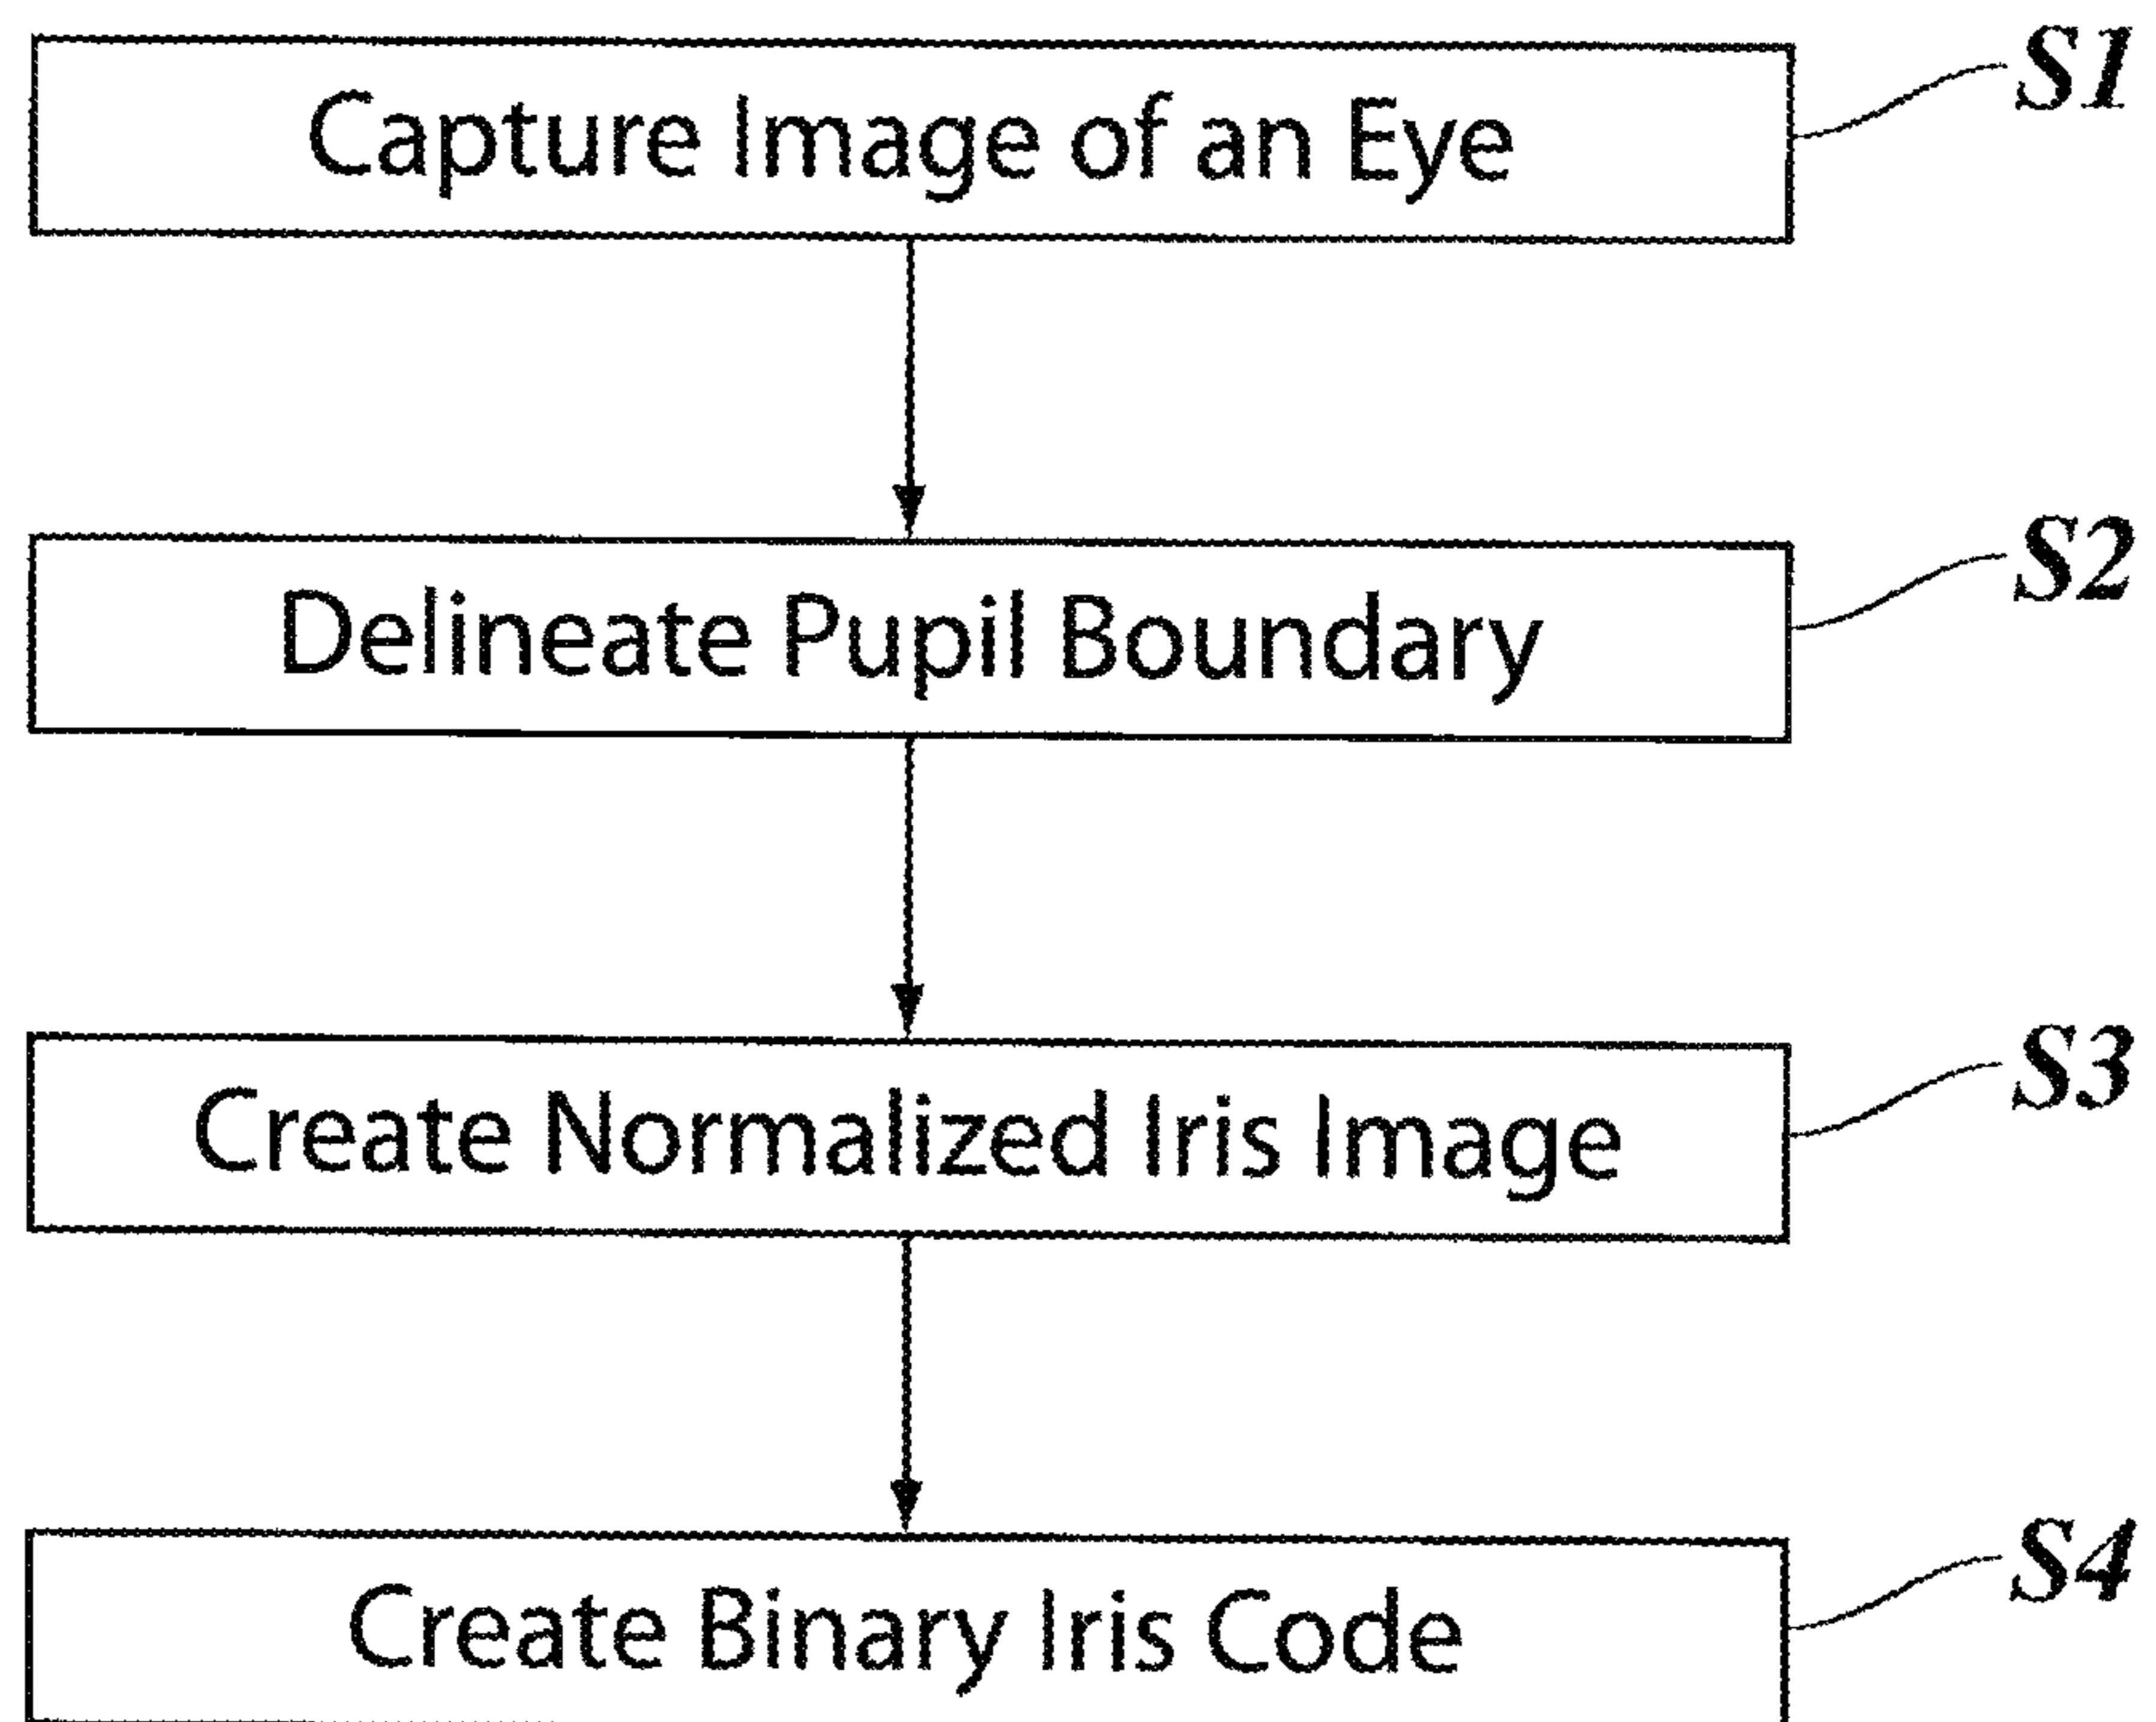 Capture Image of an Eye
S1
Delineate Pupil Boundary
S2
Create Normalized Iris Image
S3
Create Binary Iris Code
S4